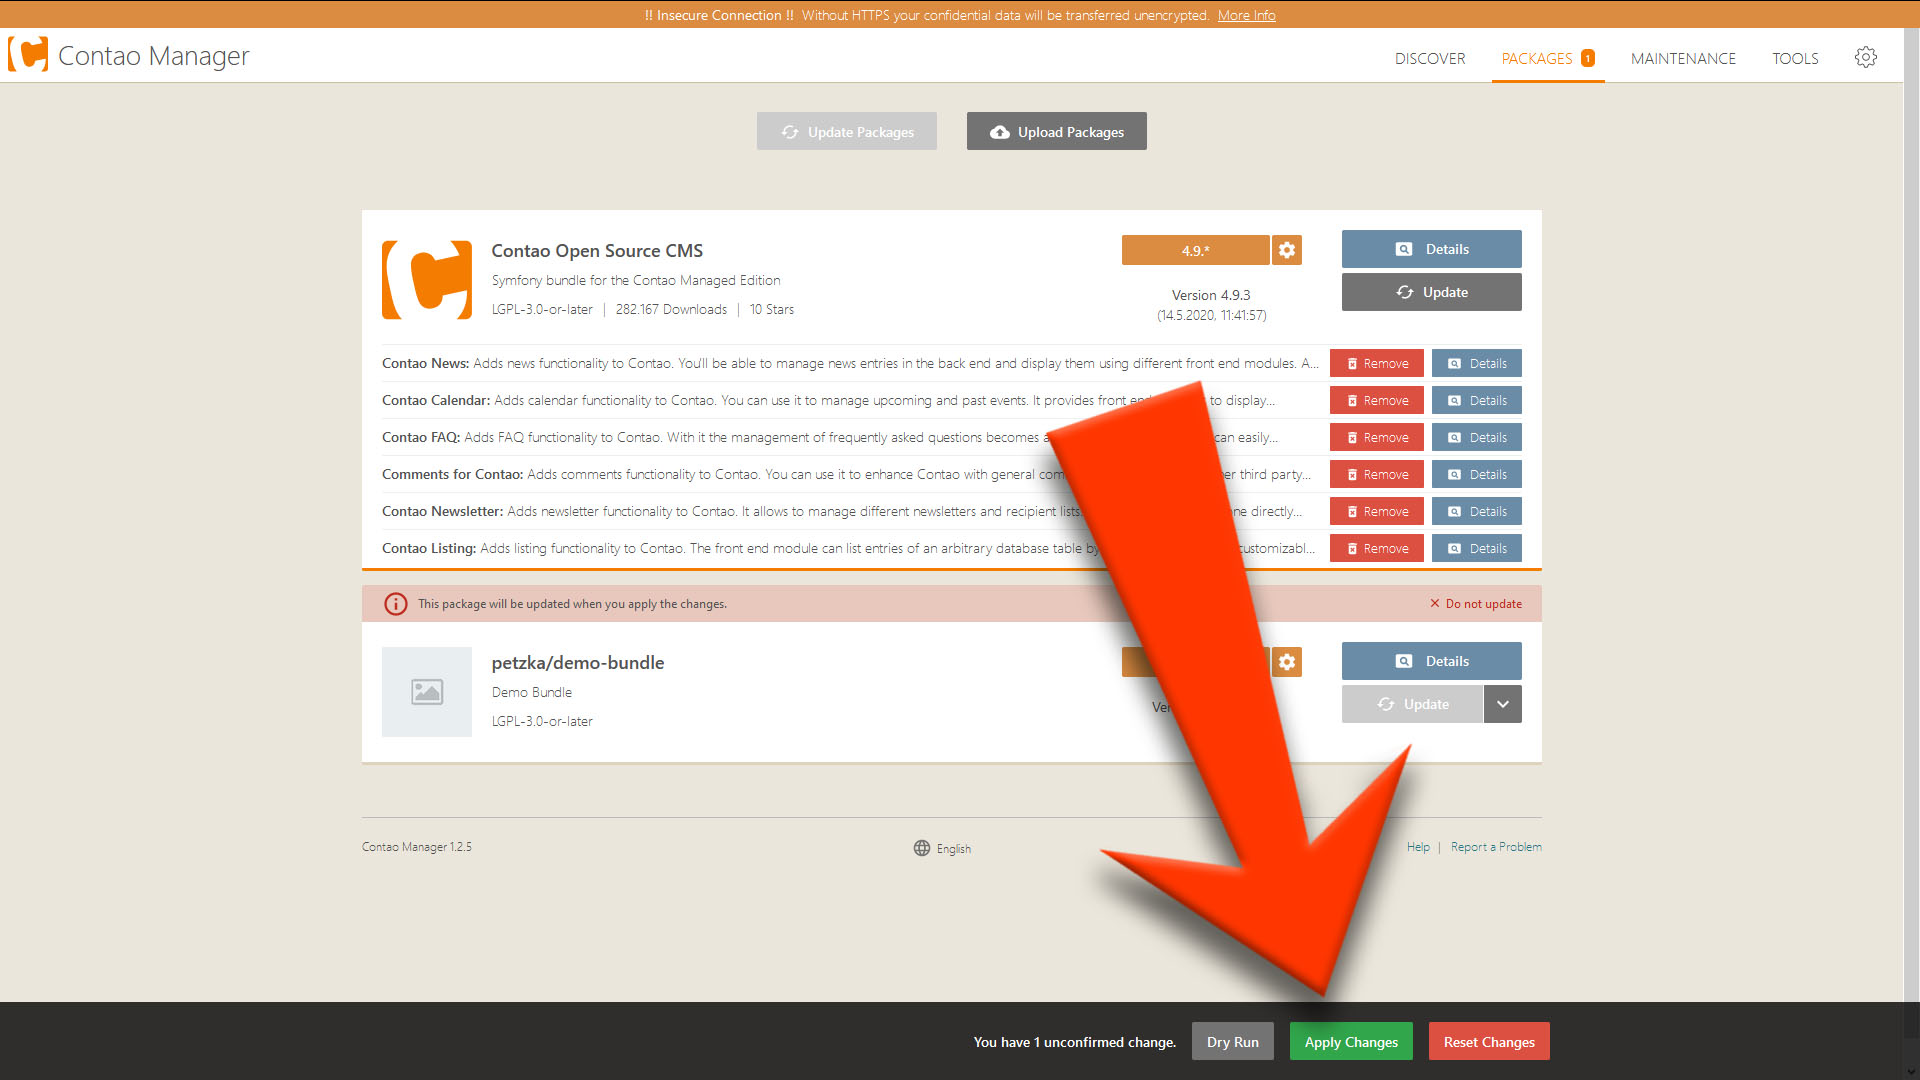 !! Insecure Connection !! Without HTTPS your confidential data will be transferred unencrypted. More Info
Contao Manager
DISCOVER PACKAGES 1 MAINTENANCE TOOLS
Update Packages Upload Packages
Contao Open Source CMS
Symfony bundle for the Contao Managed Edition
LGPL-3.0-or-later | 282.167 Downloads | 10 Stars
4.9.*
Version 4.9.3
(14.5.2020, 11:41:57)
Details
Update
Contao News: Adds news functionality to Contao. You'll be able to manage news entries in the back end and display them using different front end modules. A... Remove Details
Contao Calendar: Adds calendar functionality to Contao. You can use it to manage upcoming and past events. It provides front to display... Remove Details
Contao FAQ: Adds FAQ functionality to Contao. With it the management of frequently asked questions becomes can easily... Remove Details
Comments for Contao: Adds comments functionality to Contao. You can use it to enhance Contao with general third party... Remove Details
Contao Newsletter: Adds newsletter functionality to Contao. It allows to manage different newsletters and recipient lists directly... Remove Details
Contao Listing: Adds listing functionality to Contao. The front end module can list entries of an arbitrary database table by customizabl... Remove Details
This package will be updated when you apply the changes. Do not update
petzka/demo-bundle
Demo Bundle
LGPL-3.0-or-later
Details
Update
Contao Manager 1.2.5 English Help | Report a Problem
You have 1 unconfirmed change. Dry Run Apply Changes Reset Changes